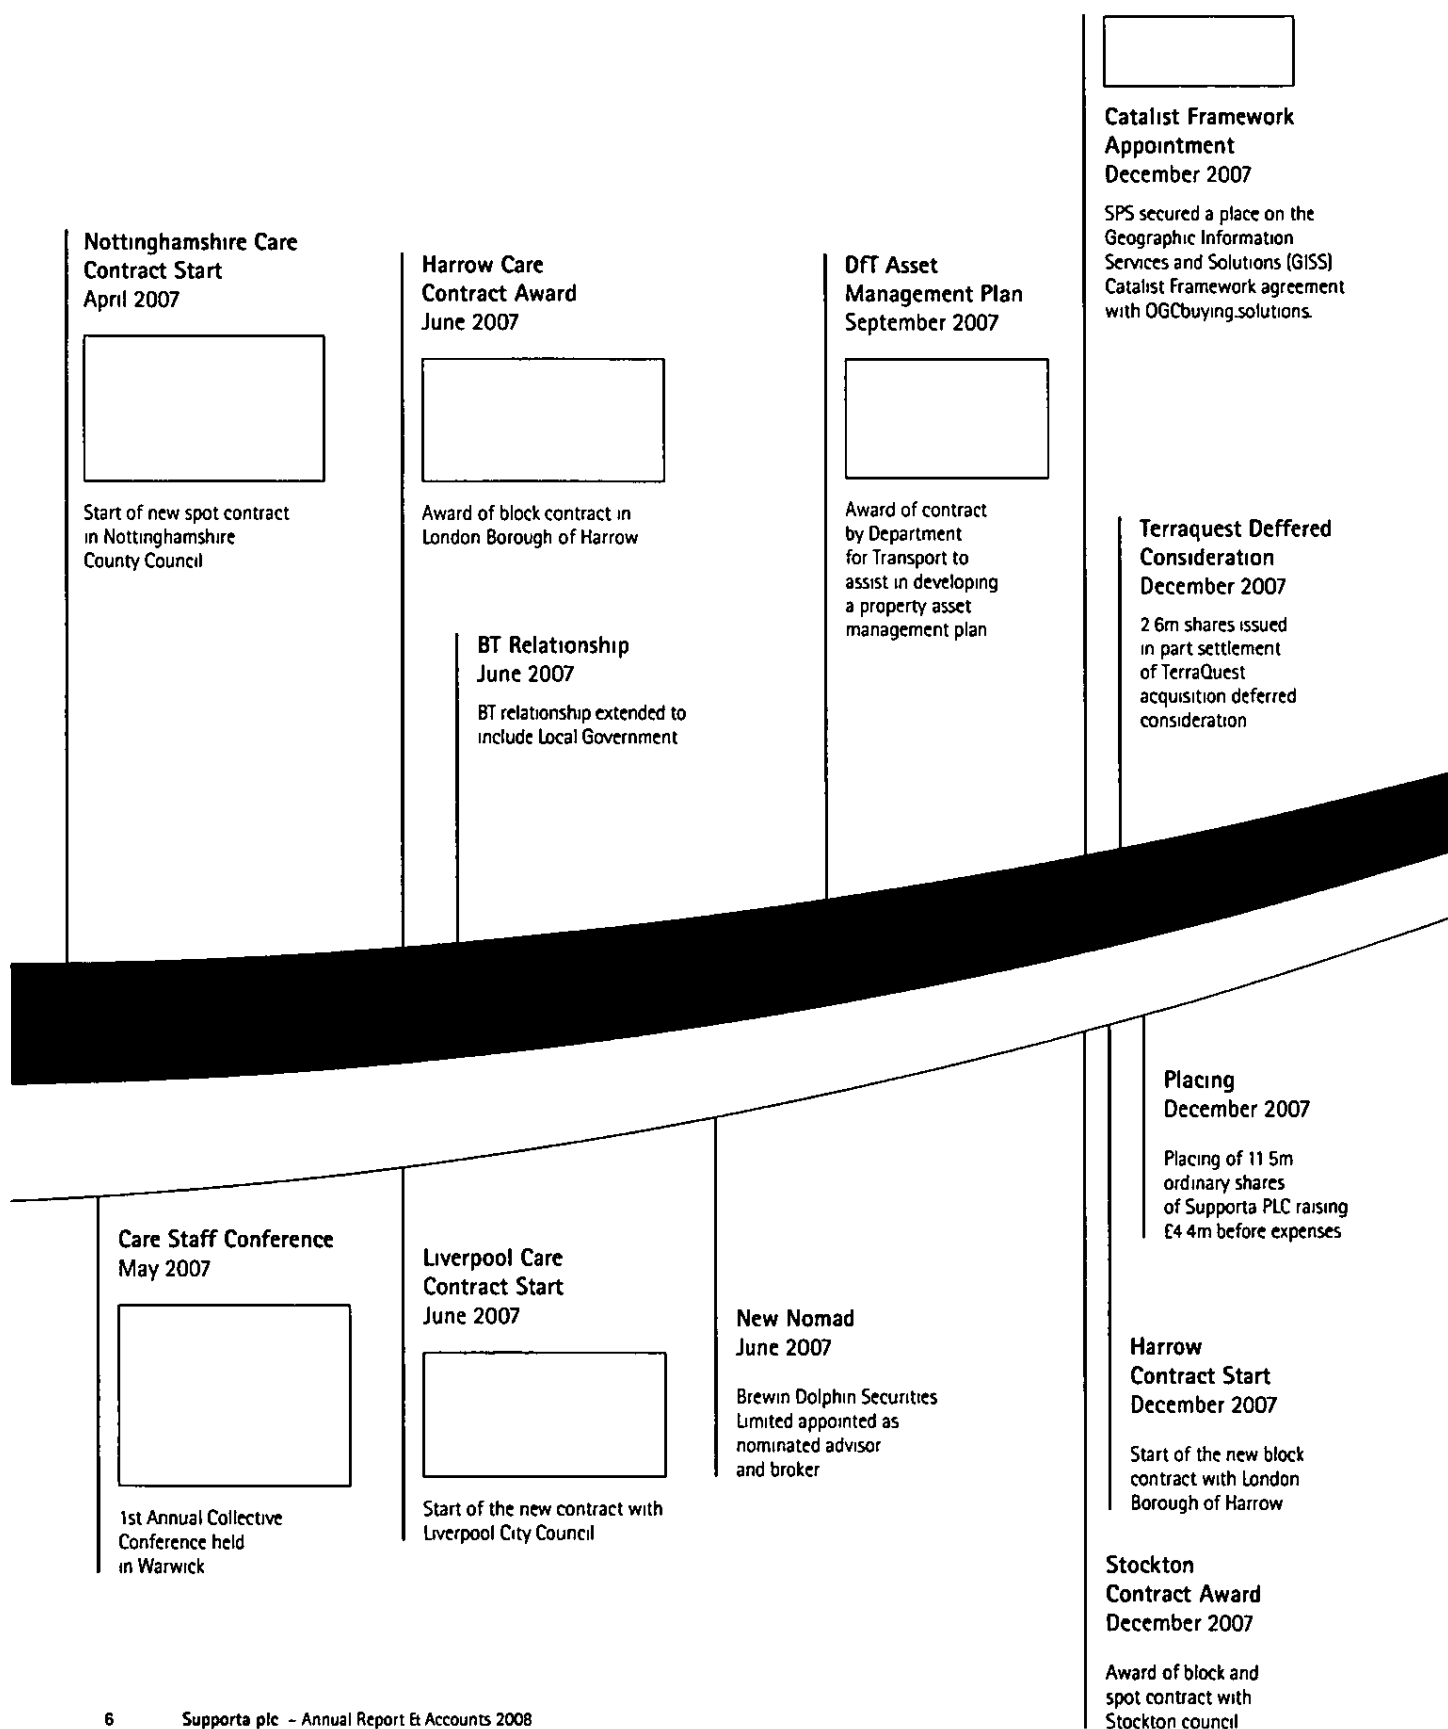 Catalist Framework
Appointment
December 2007
SPS secured a place on the
Geographic Information
Services and Solutions (GISS)
Catalist Framework agreement
with OGCbuying.solutions.
Nottinghamshire Care
Contract Start
April 2007
Start of new spot contract
in Nottinghamshire
County Council
Harrow Care
Contract Award
June 2007
Award of block contract in
London Borough of Harrow
BT Relationship
June 2007
BT relationship extended to
include Local Government
DfT Asset
Management Plan
September 2007
Award of contract
by Department
for Transport to
assist in developing
a property asset
management plan
Terraquest Deffered
Consideration
December 2007
2 6m shares issued
in part settlement
of TerraQuest
acquisition deferred
consideration
Care Staff Conference
May 2007
1st Annual Collective
Conference held
in Warwick
Liverpool Care
Contract Start
June 2007
Start of the new contract with
Liverpool City Council
New Nomad
June 2007
Brewin Dolphin Securities
Limited appointed as
nominated advisor
and broker
Placing
December 2007
Placing of 11 5m
ordinary shares
of Supporta PLC raising
£4 4m before expenses
Harrow
Contract Start
December 2007
Start of the new block
contract with London
Borough of Harrow
Stockton
Contract Award
December 2007
Award of block and
spot contract with
Stockton council
6 Supporta plc – Annual Report & Accounts 2008